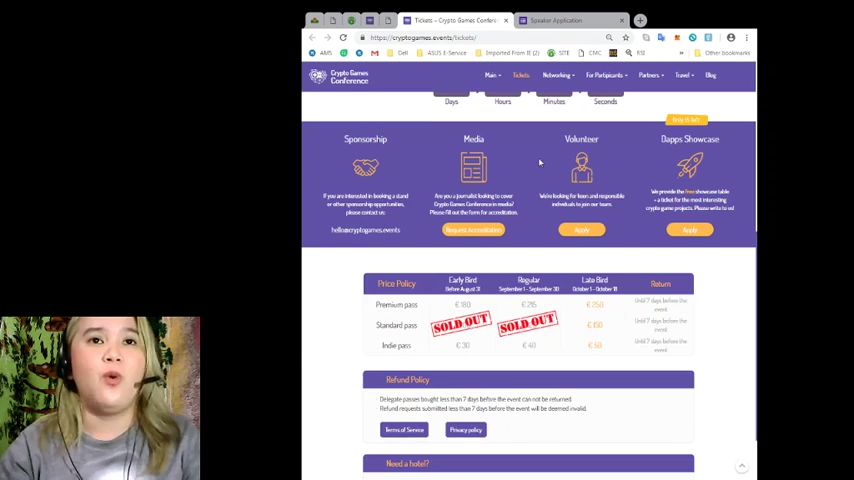 Tickets – Crypto Games Confere
Speaker Application
https://cryptogames.events/tickets/
AMS
Dell
ASUS E-Service
Imported From IE (2)
SITE
CMC
RSI
Other bookmarks
Crypto Games
Conference
Main
Tickets
Networking
For Participants
Partners
Travel
Blog
Days
Hours
Minutes
Seconds
Only 15 left
Sponsorship
If you are interested in booking a stand
or other sponsorship opportunities,
please contact us:
hello@cryptogames.events
Media
Are you a journalist looking to cover
Crypto Games Conference in media?
Please fill out the form for accreditation.
Request Accreditation
Volunteer
We're looking for keen and responsible
individuals to join our team.
Apply
Dapps Showcase
We provide the free showcase table
+ a ticket for the most interesting
crypto game projects. Please write to us!
Apply
Price Policy
Early Bird
Before August 31
Regular
September 1 - September 30
Late Bird
October 1 - October 18
Return
Premium pass
€ 180
€ 215
€ 250
Until 7 days before the
event
Standard pass
SOLD OUT
SOLD OUT
€ 150
Until 7 days before the
event
Indie pass
€ 30
€ 40
€ 50
Until 7 days before the
event
Refund Policy
Delegate passes bought less than 7 days before the event can not be returned.
Refund requests submitted less than 7 days before the event will be deemed invalid.
Terms of Service
Privacy policy
Need a hotel?